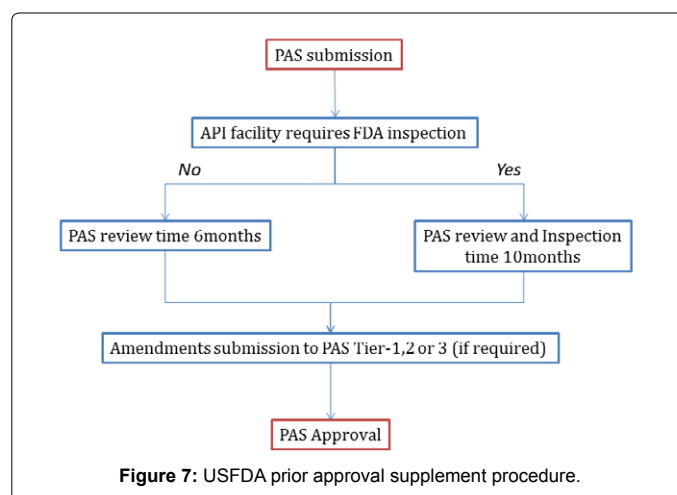 PAS submission
API facility requires FDA inspection
No
Yes
PAS review time 6months
PAS review and Inspection
time 10months
Amendments submission to PAS Tier-1,2 or 3 (if required)
PAS Approval
Figure 7: USFDA prior approval supplement procedure.